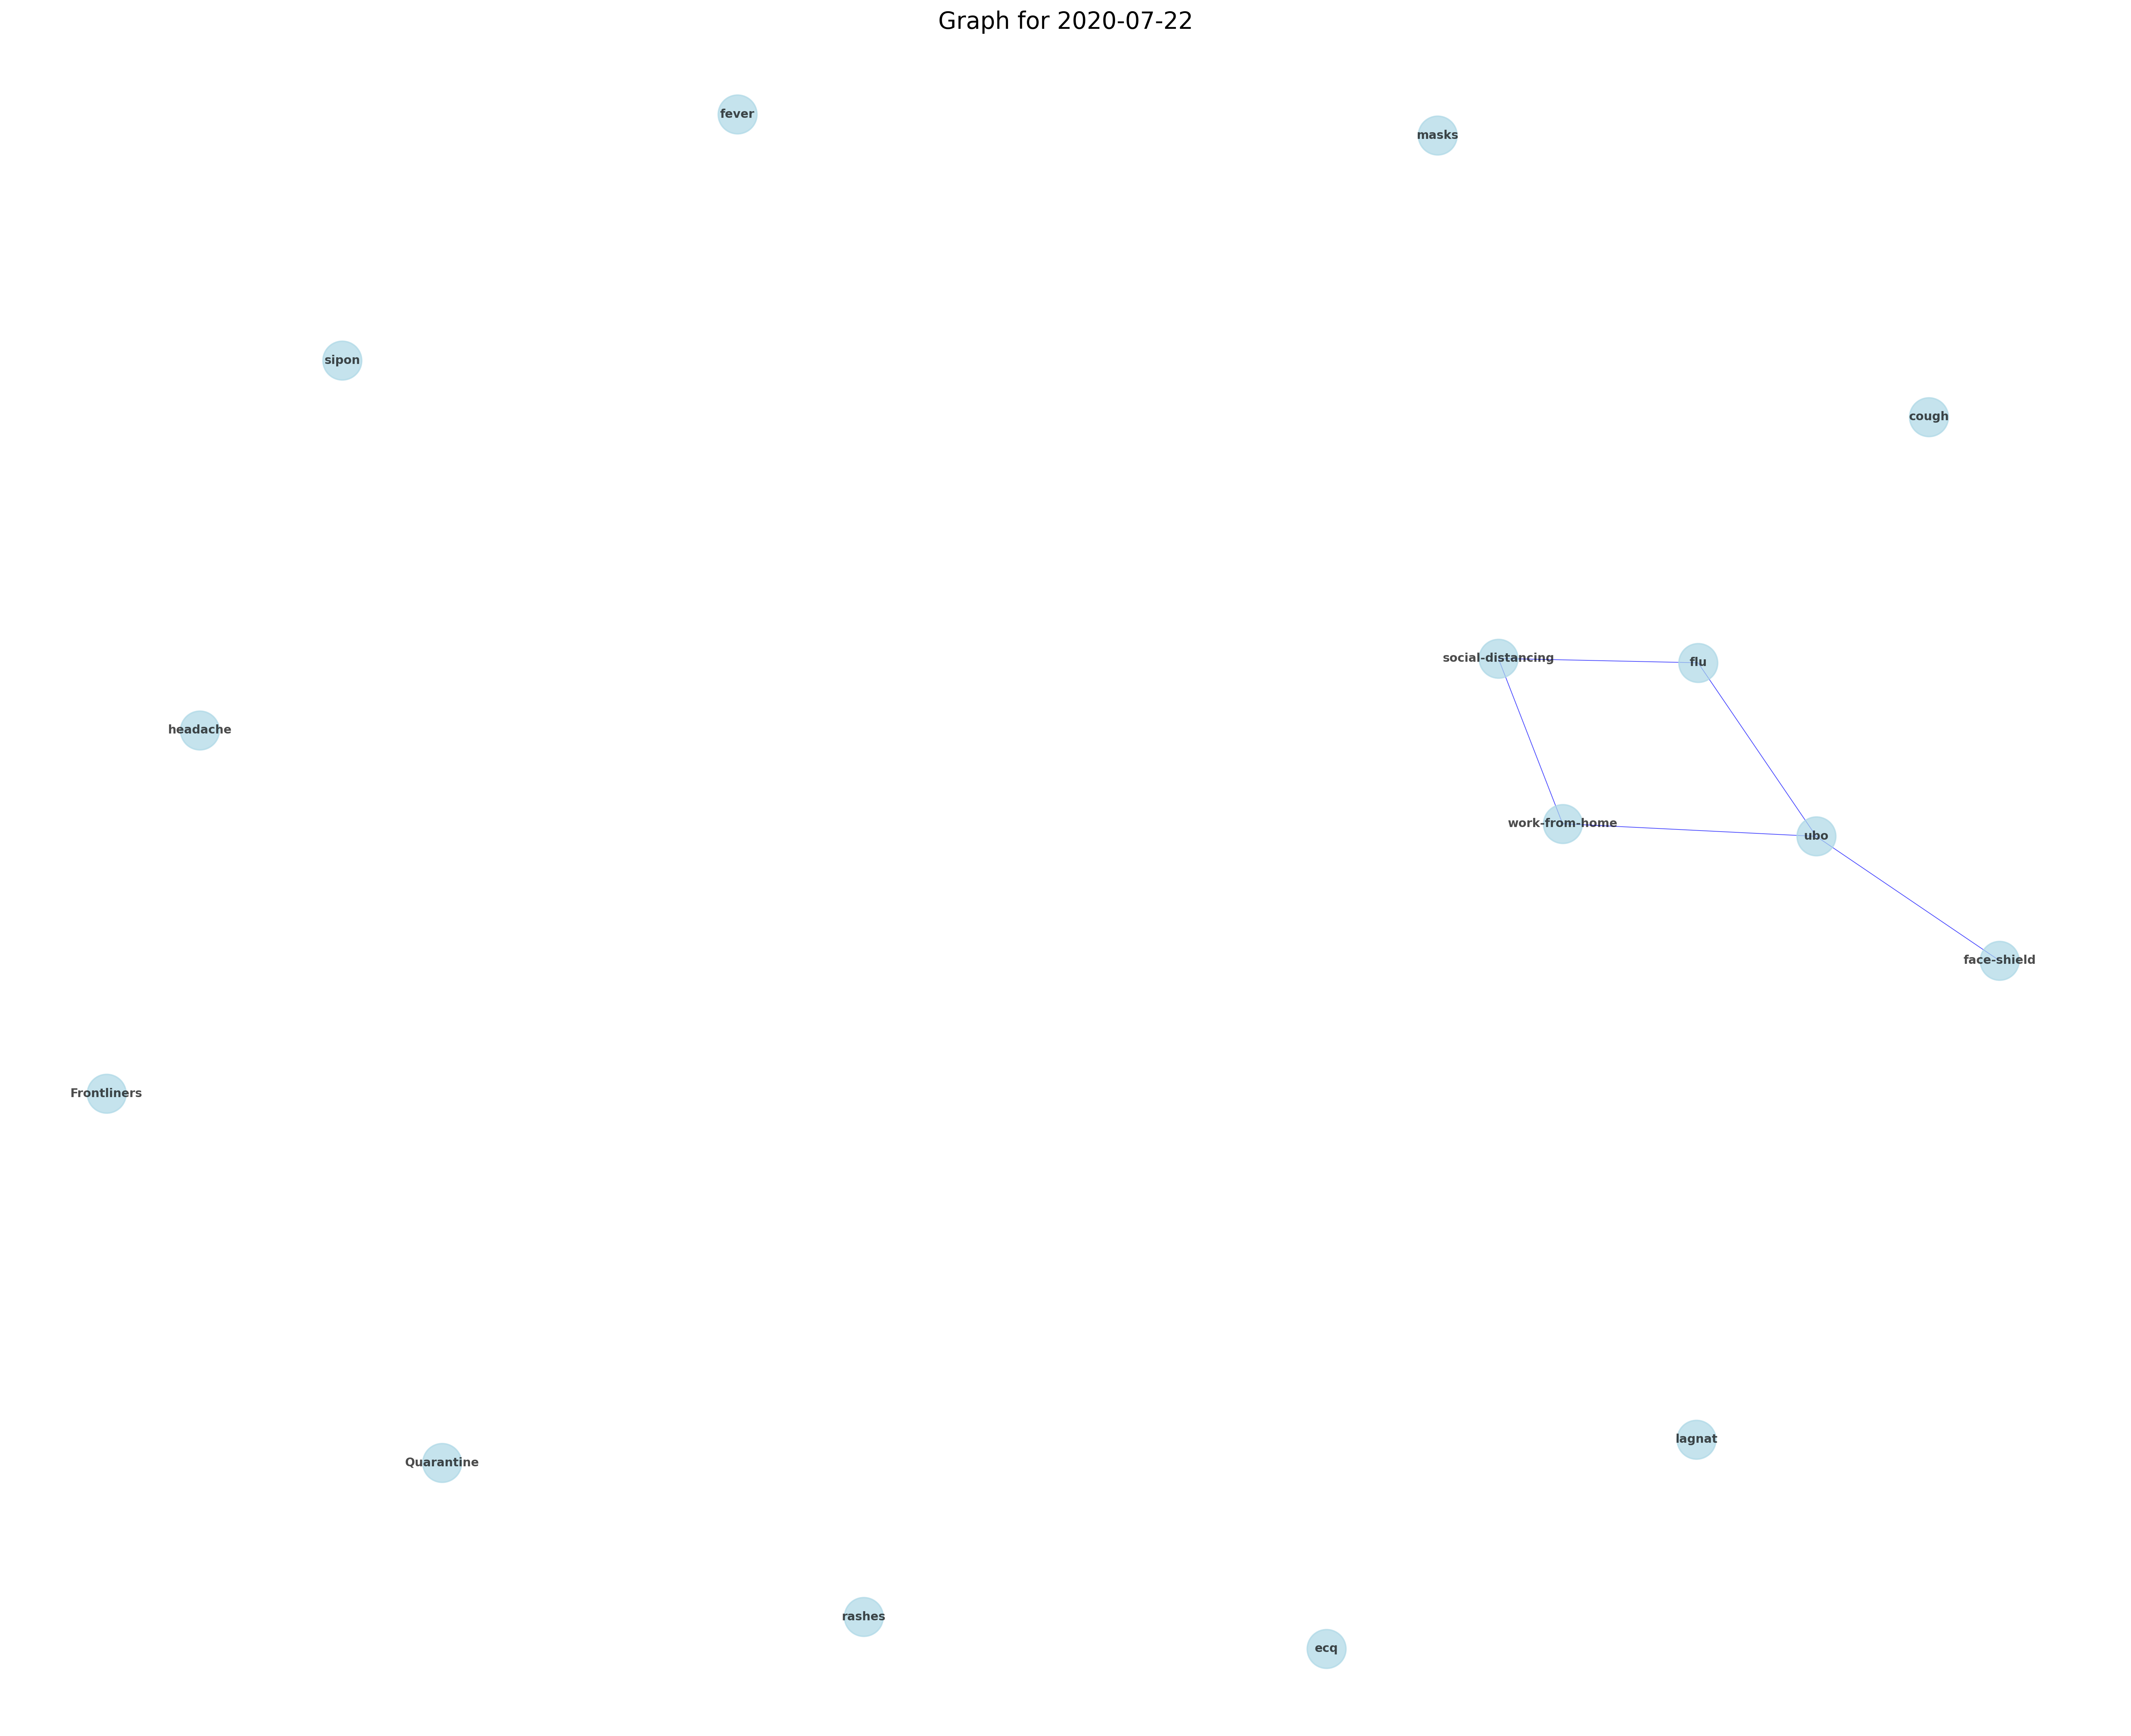 Graph for 2020-07-22
fever
masks
sipon
cough
social-distancing
flu
headache
work-from-home
ubo
face-shield
Frontliners
lagnat
Quarantine
rashes
ecq